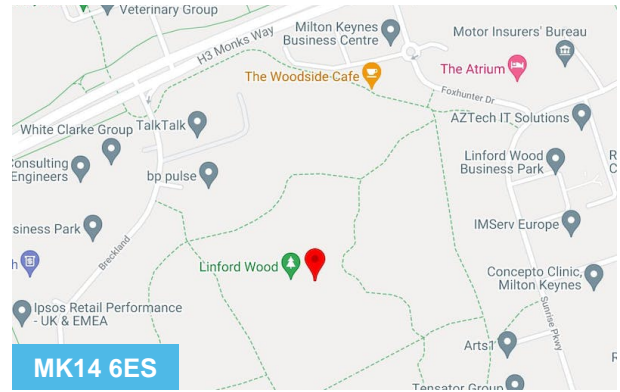 Veterinary Group
H3 Monks Way
Milton Keynes
Business Centre
Motor Insurers' Bureau
The Woodside Cafe
The Atrium
Foxhunter Dr
AZTech IT Solutions
White Clarke Group
TalkTalk
Consulting
Engineers
bp pulse
Linford Wood
Business Park
R
C
siness Park
Breckland
IMServ Europe
h
Linford Wood
Concepto Clinic,
Milton Keynes
Ipsos Retail Performance
- UK & EMEA
Sunrise Pkwy
Arts1
R
Tensator Group
MK14 6ES